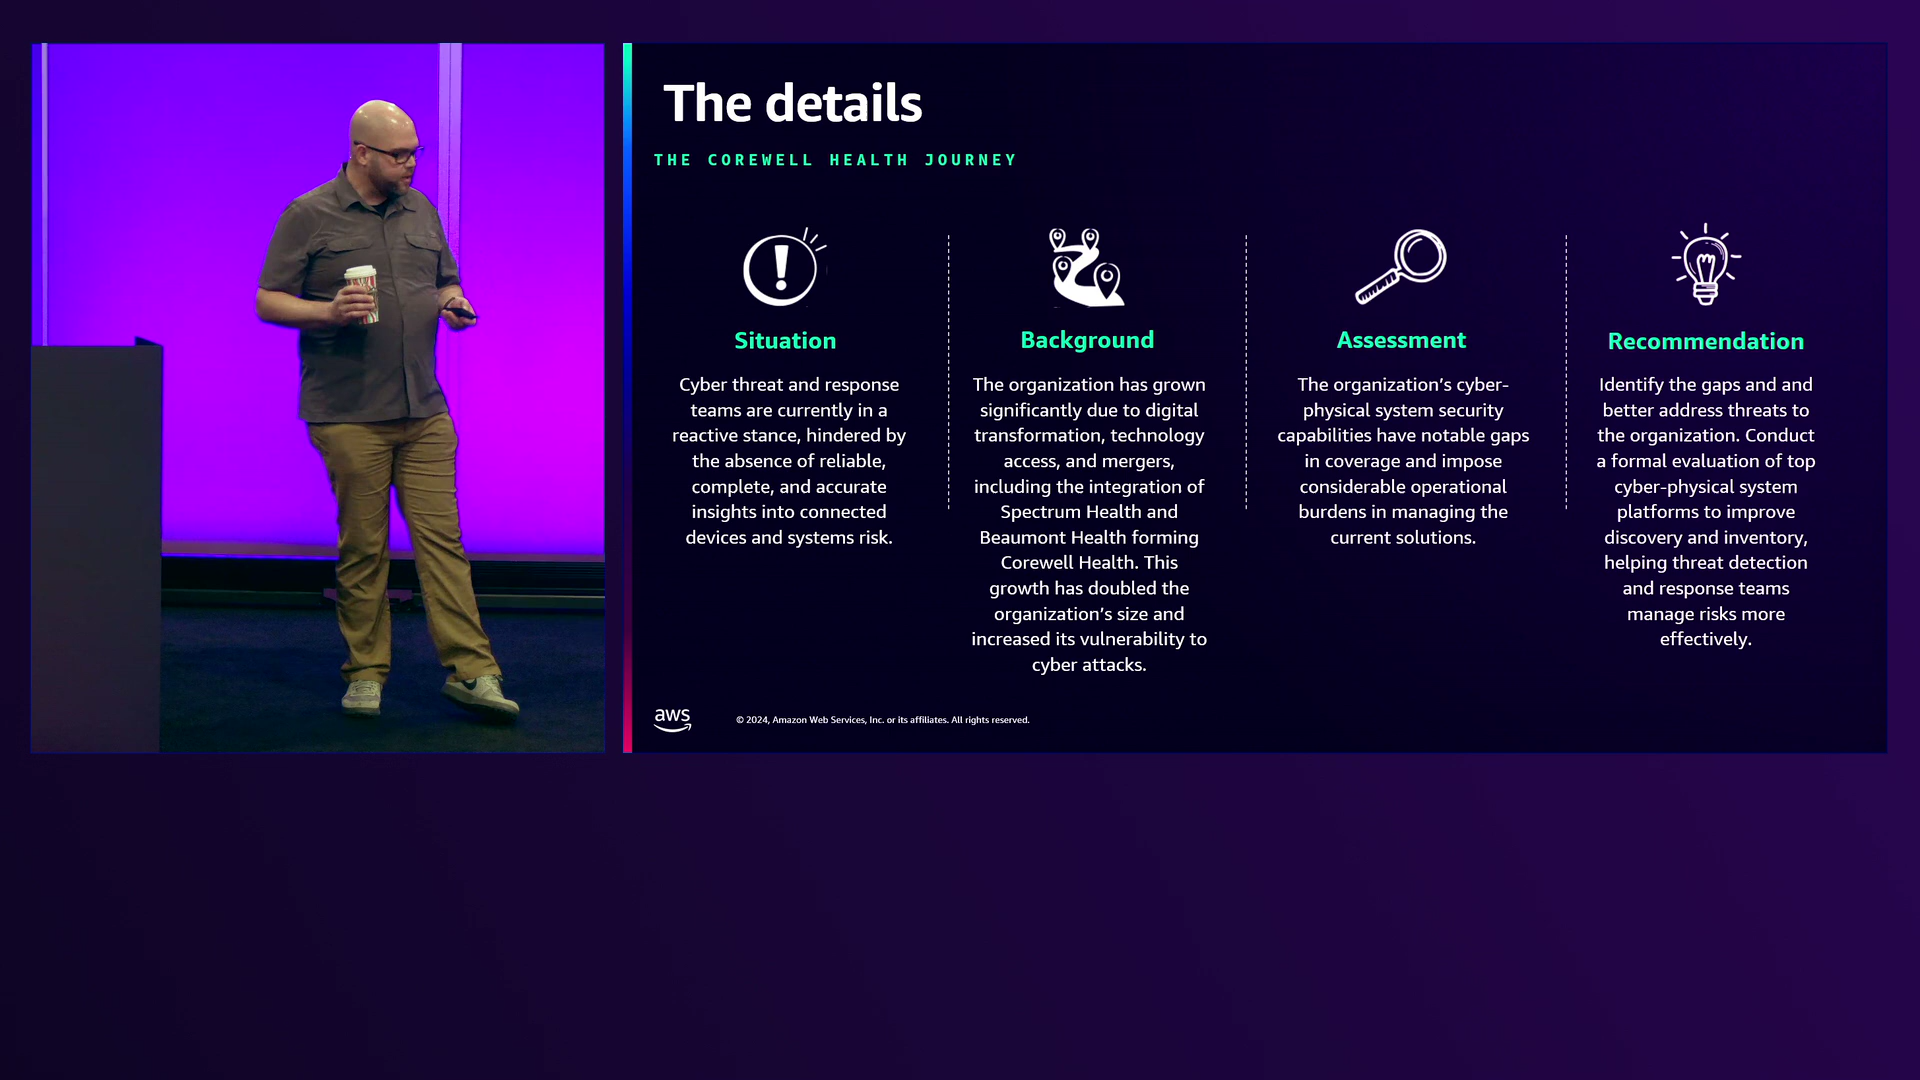 The details
THE COREWELL HEALTH JOURNEY
Situation
Cyber threat and response
teams are currently in a
reactive stance, hindered by
the absence of reliable,
complete, and accurate
insights into connected
devices and systems risk.
Background
The organization has grown
significantly due to digital
transformation, technology
access, and mergers,
including the integration of
Spectrum Health and
Beaumont Health forming
Corewell Health. This
growth has doubled the
organization’s size and
increased its vulnerability to
cyber attacks.
Assessment
The organization’s cyber-
physical system security
capabilities have notable gaps
in coverage and impose
considerable operational
burdens in managing the
current solutions.
Recommendation
Identify the gaps and and
better address threats to
the organization. Conduct
a formal evaluation of top
cyber-physical system
platforms to improve
discovery and inventory,
helping threat detection
and response teams
manage risks more
effectively.
aws
© 2024, Amazon Web Services, Inc. or its affiliates. All rights reserved.